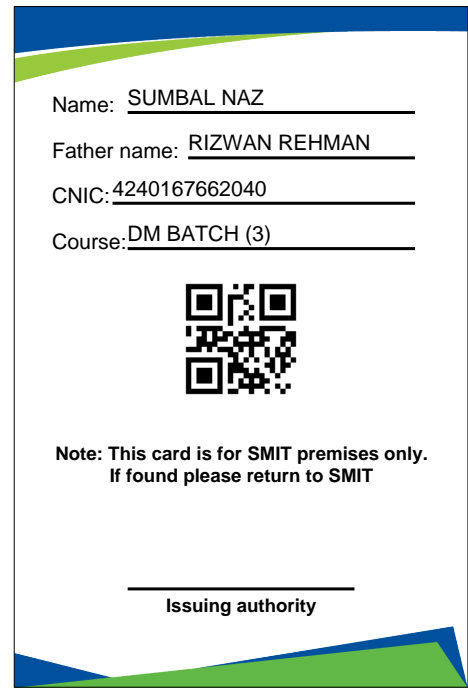 Name: SUMBAL NAZ
Father name: RIZWAN REHMAN
CNIC: 4240167662040
Course: DM BATCH (3)
Note: This card is for SMIT premises only.
If found please return to SMIT
Issuing authority